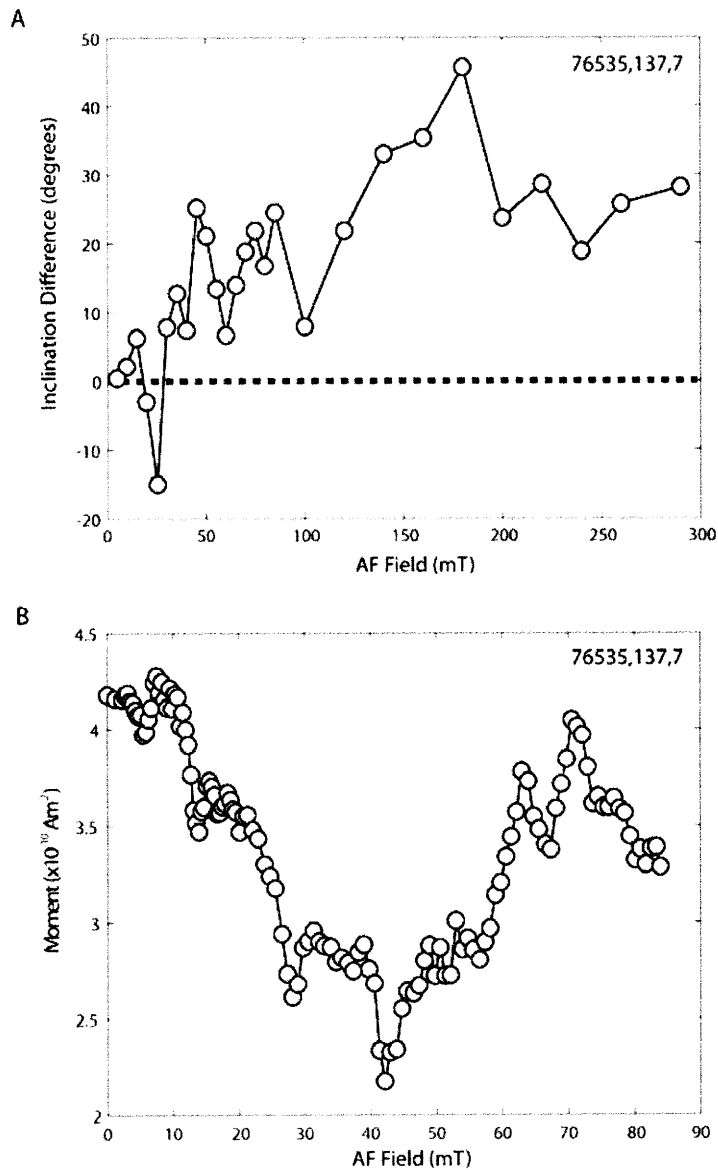 A
76535,137,7
Inclination Difference (degrees)
50
40
30
20
10
0
-10
-20
0 50 100 150 200 250 300
AF Field (mT)
B
76535,137,7
Moment (x10¹⁰ Am²)
4.5
4
3.5
3
2.5
2
0 10 20 30 40 50 60 70 80 90
AF Field (mT)